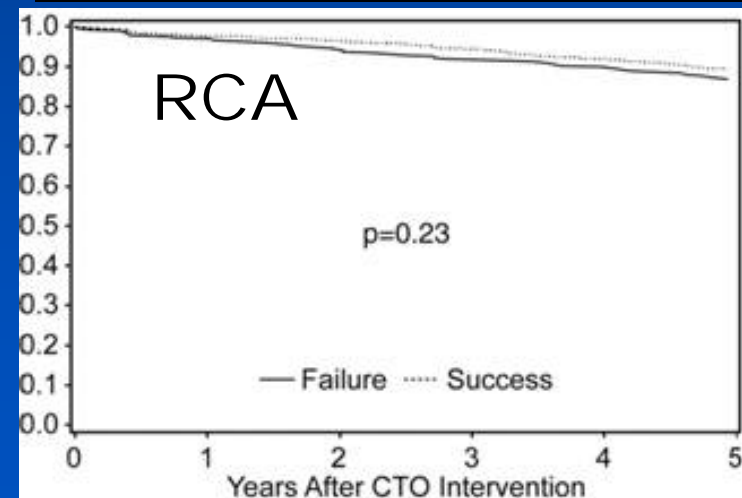 1.0
0.9
RCA
0.8
0.7
0.6
0.5
p=0.23
0.4
0.3
0.2
Failure Success
0.1
0.0
0 1 2 3 4 5
Years After CTO Intervention